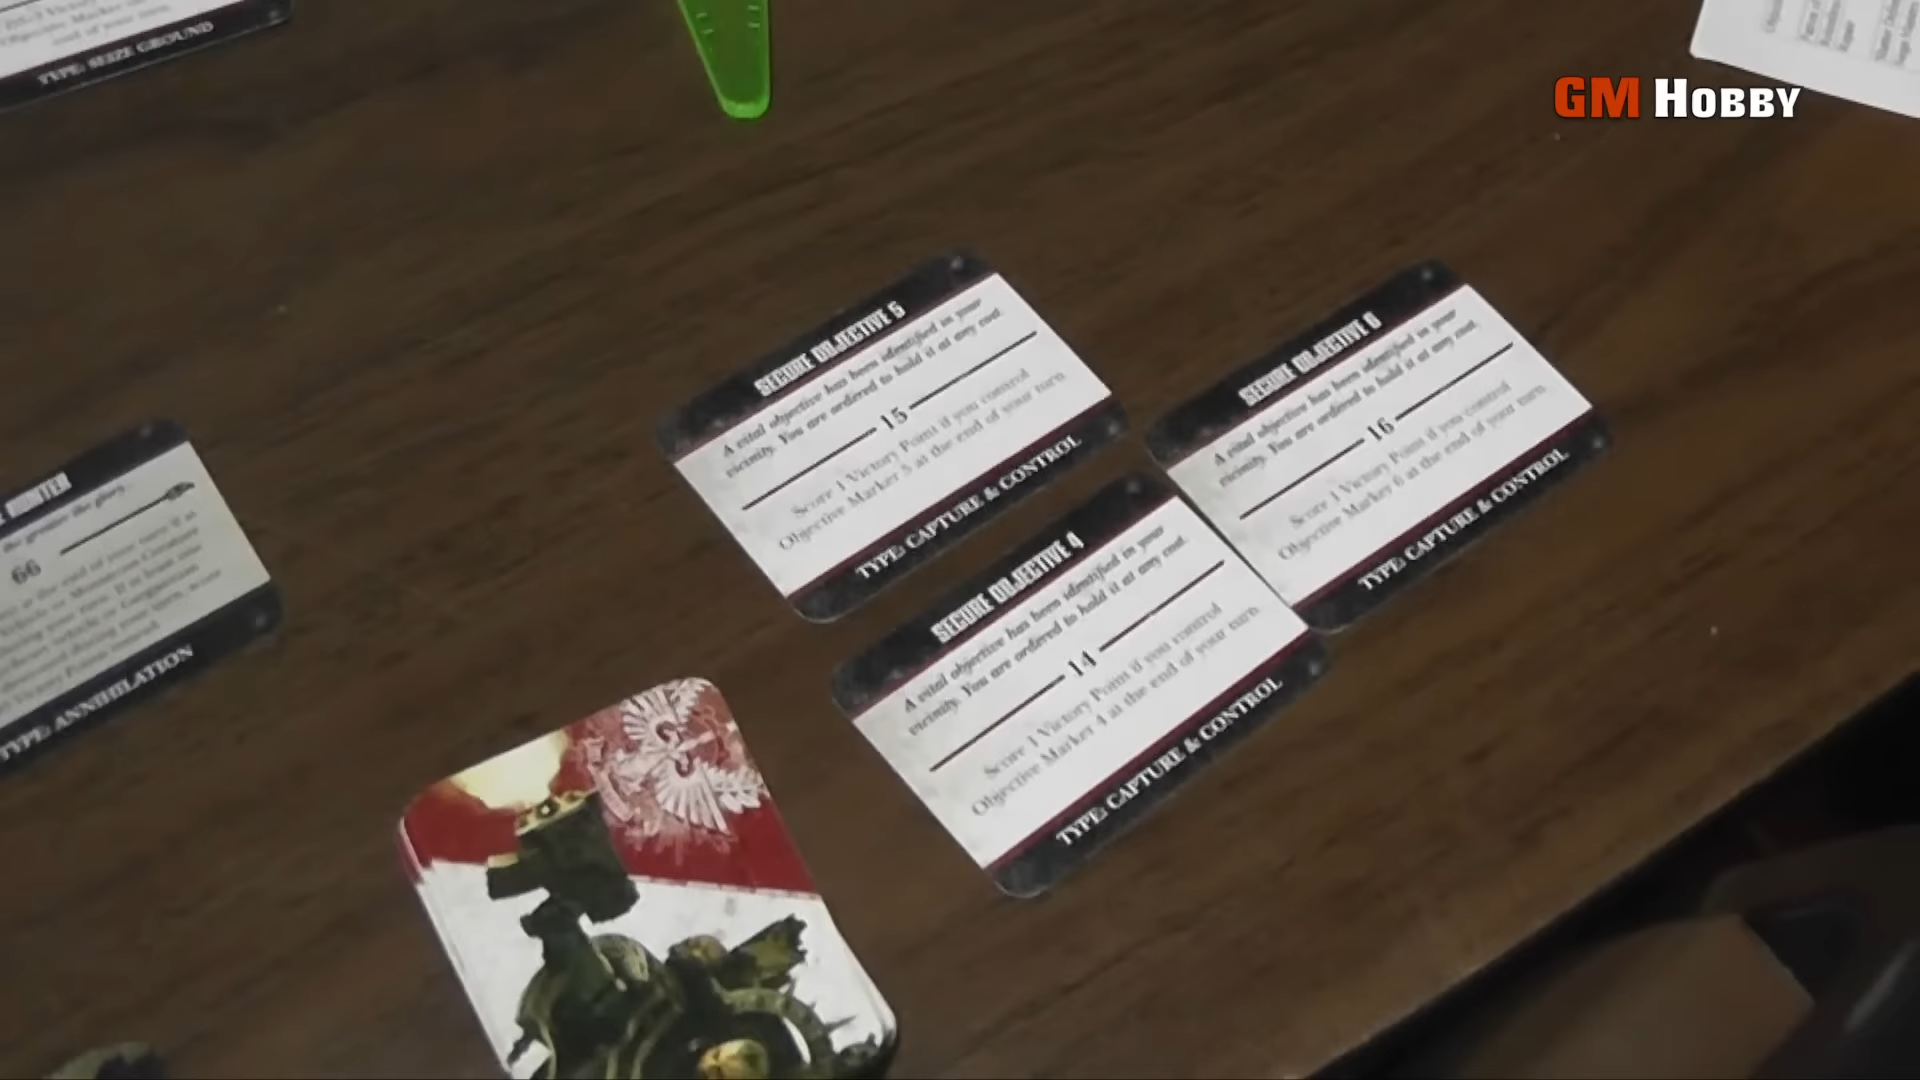 TYPE: SEIZE GROUND
GM HOBBY
SECURE OBJECTIVE 5
A vital objective has been identified in your
vicinity. You are ordered to hold it at any cost.
15
Score 1 Victory Point if you control
Objective Marker 5 at the end of your turn.
TYPE: CAPTURE & CONTROL
SECURE OBJECTIVE 6
A vital objective has been identified in your
vicinity. You are ordered to hold it at any cost.
16
Score 1 Victory Point if you control
Objective Marker 6 at the end of your turn.
TYPE: CAPTURE & CONTROL
SECURE OBJECTIVE 4
A vital objective has been identified in your
vicinity. You are ordered to hold it at any cost.
14
Score 1 Victory Point if you control
Objective Marker 4 at the end of your turn.
TYPE: CAPTURE & CONTROL
HUNTER
the greater the glory.
66
TYPE: ANNIHILATION